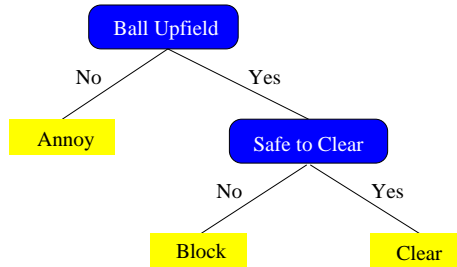 Ball Upfield
No
Yes
Annoy
Safe to Clear
No
Yes
Block
Clear